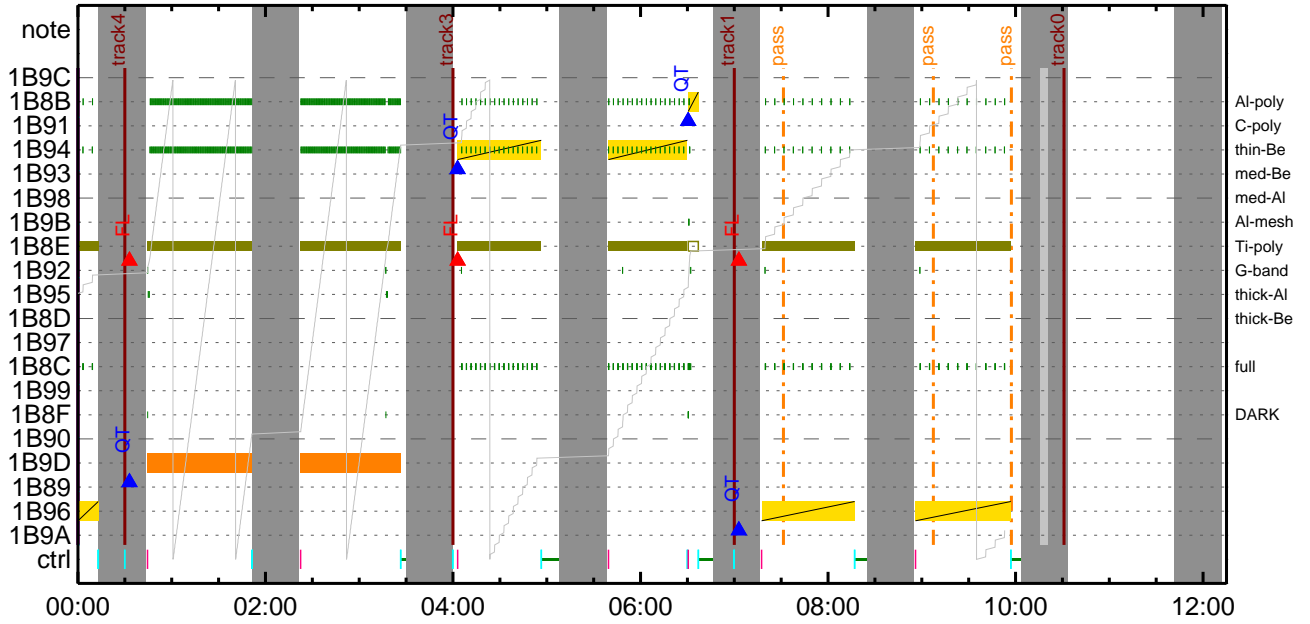 note
track4
track3
track1
pass
pass
pass
track0
1B9C
1B8B
QT
Al-poly
1B91
C-poly
1B94
QT
thin-Be
1B93
med-Be
1B98
med-Al
1B9B
FL
FL
FL
Al-mesh
1B8E
Ti-poly
1B92
G-band
1B95
thick-Al
1B8D
thick-Be
1B97
1B8C
full
1B99
1B8F
DARK
1B90
QT
1B9D
1B89
QT
1B96
1B9A
ctrl
00:00 02:00 04:00 06:00 08:00 10:00 12:00